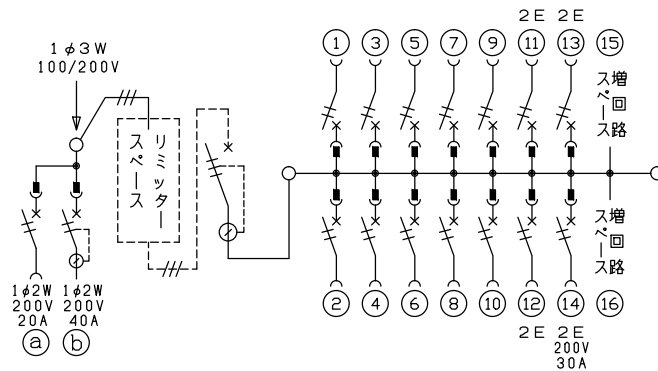 1φ3W
100/200V
リミッター
スペース
1φ2W
200V
20A
a
1φ2W
200V
40A
b
2E 2E
1 3 5 7 9 11 13 15
増回路
スペース
増回路
スペース
2 4 6 8 10 12 14 16
2E 2E
200V
30A